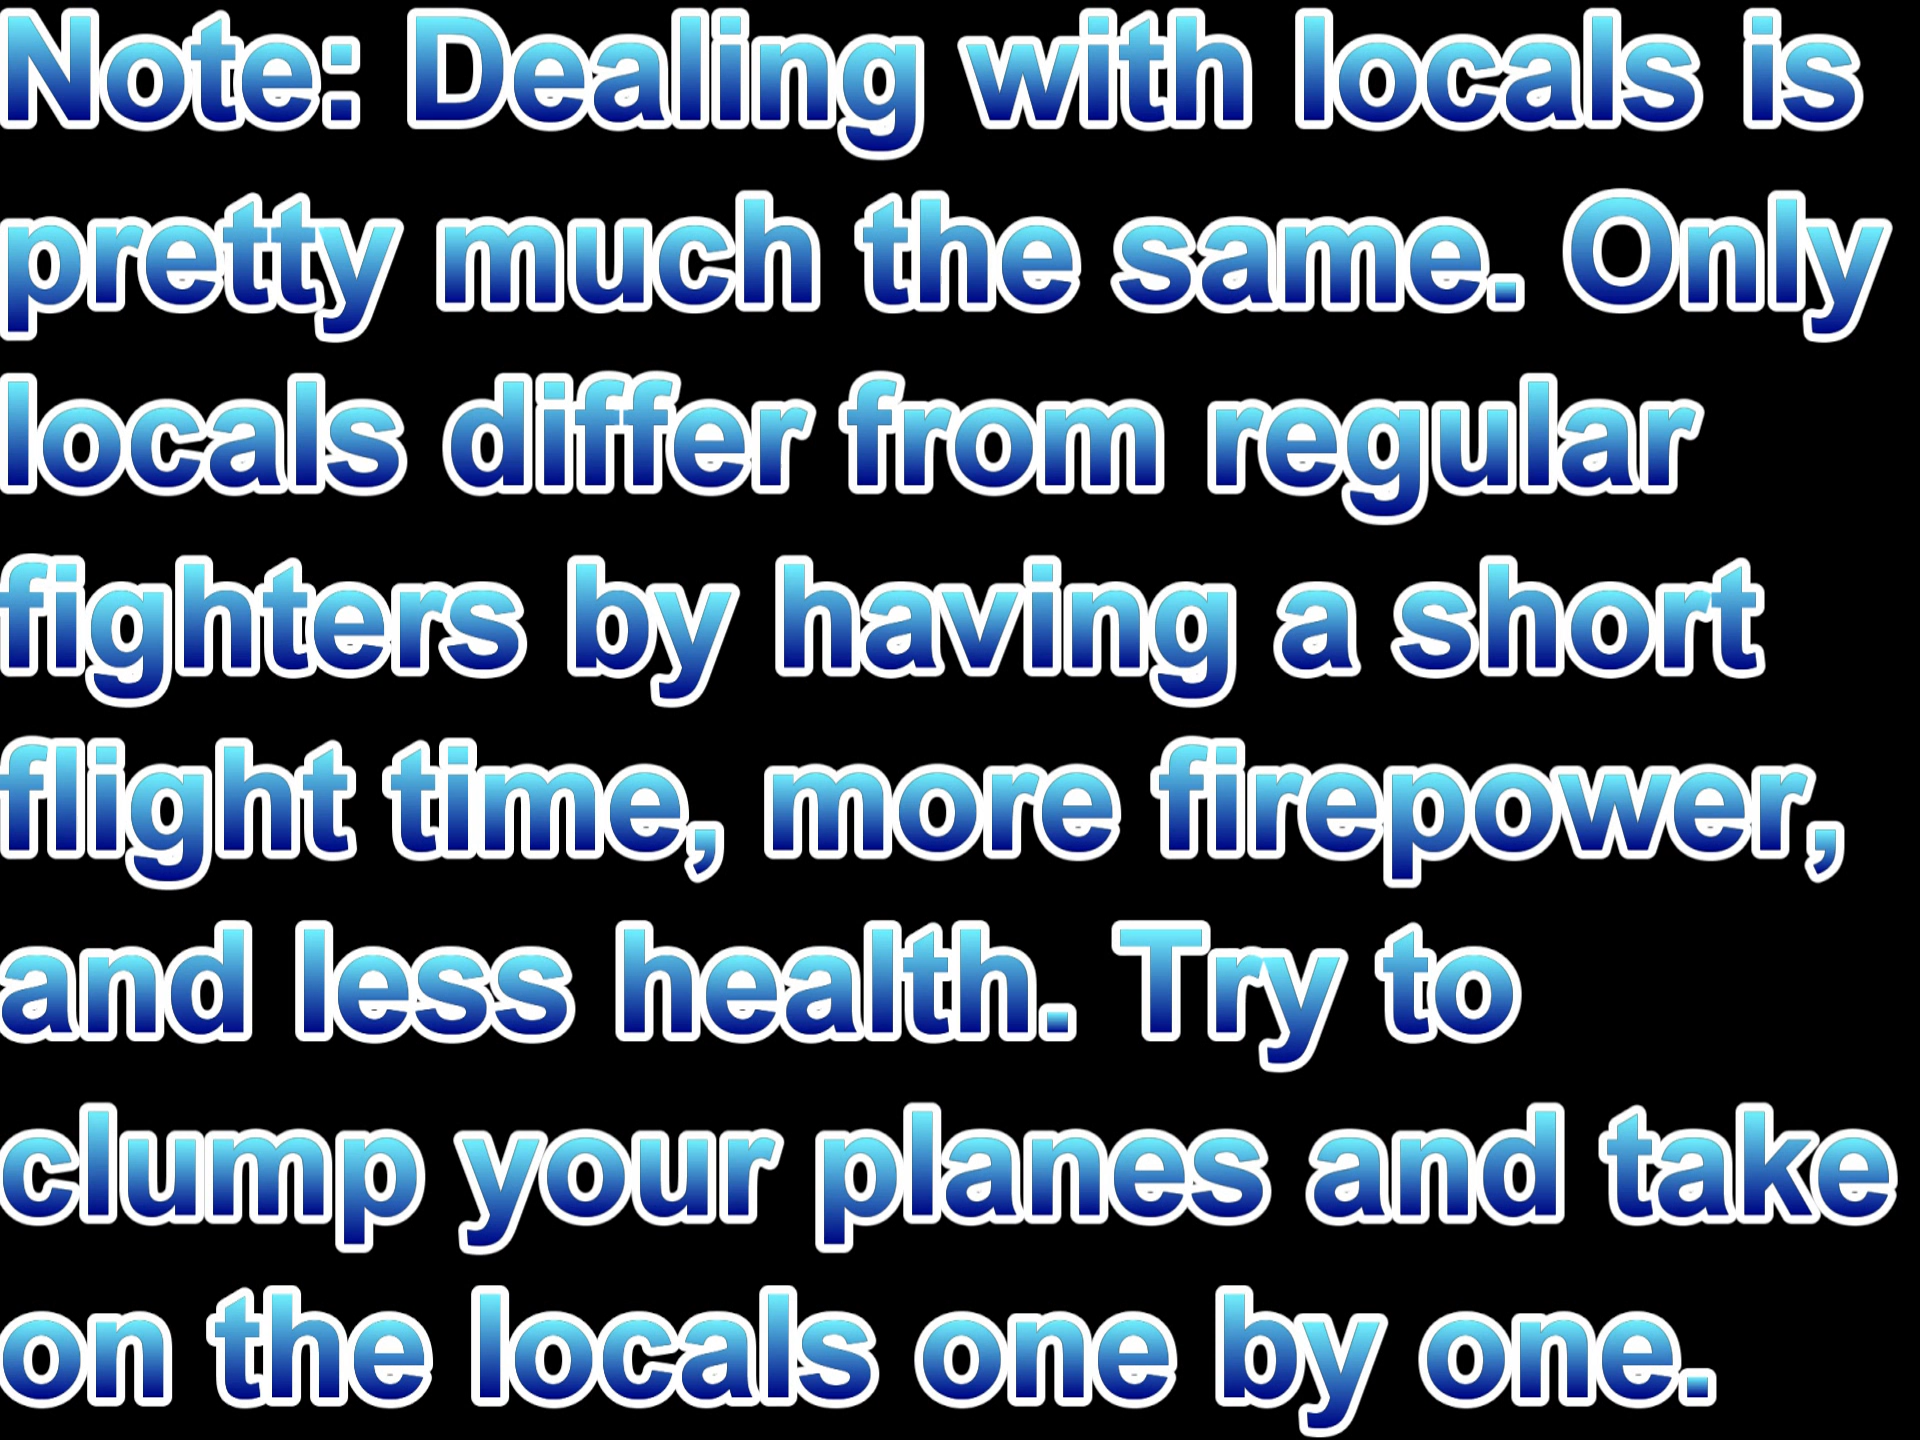 Note: Dealing with locals is
pretty much the same. Only
locals differ from regular
fighters by having a short
flight time, more firepower,
and less health. Try to
clump your planes and take
on the locals one by one.